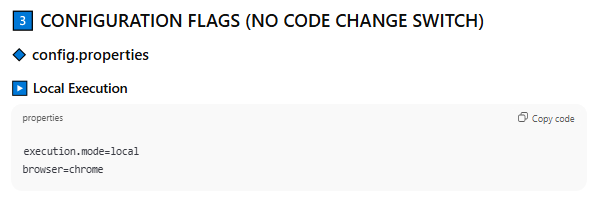 3 CONFIGURATION FLAGS (NO CODE CHANGE SWITCH)
config.properties
Local Execution
properties
Copy code
execution.mode=local
browser=chrome